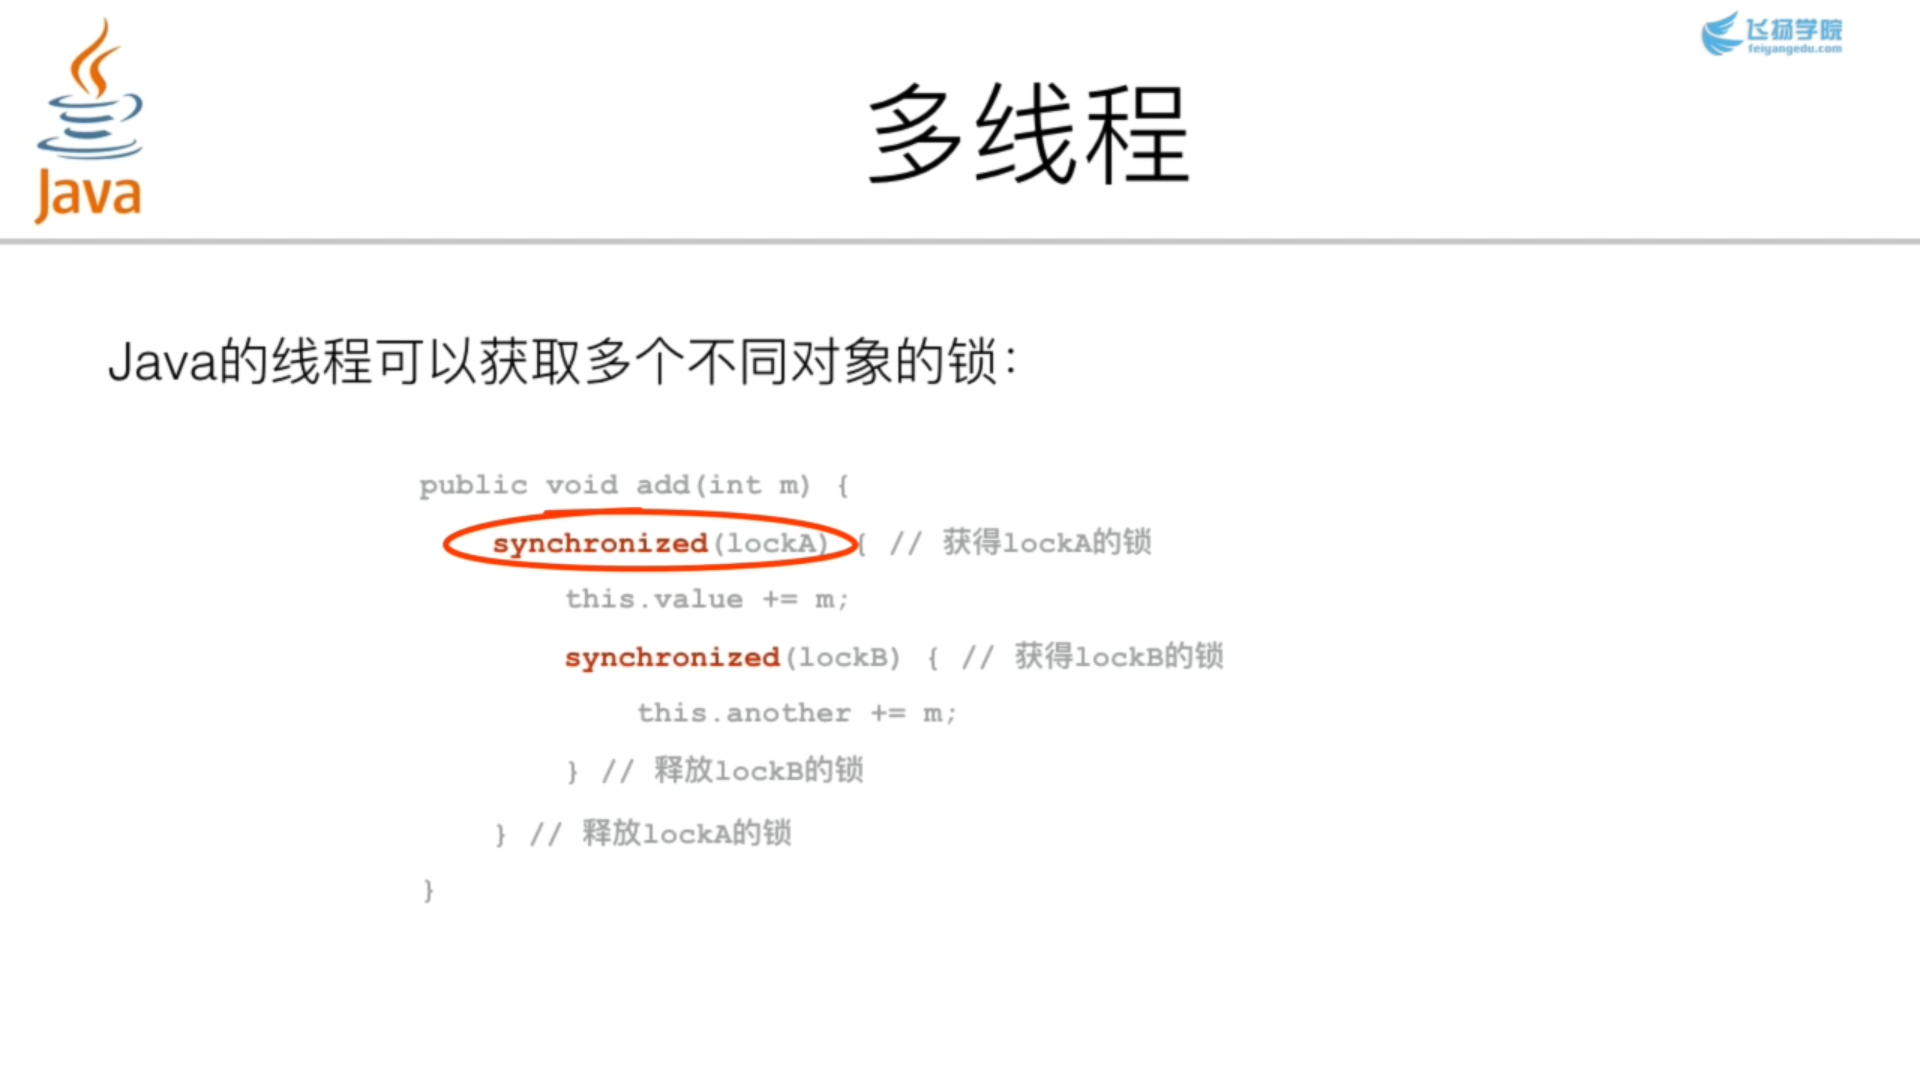 飞扬学院
feiyangedu.com
Java
多线程
Java的线程可以获取多个不同对象的锁：
public void add(int m) {
synchronized(lockA) { // 获得lockA的锁
this.value += m;
synchronized(lockB) { // 获得lockB的锁
this.another += m;
} // 释放lockB的锁
} // 释放lockA的锁
}